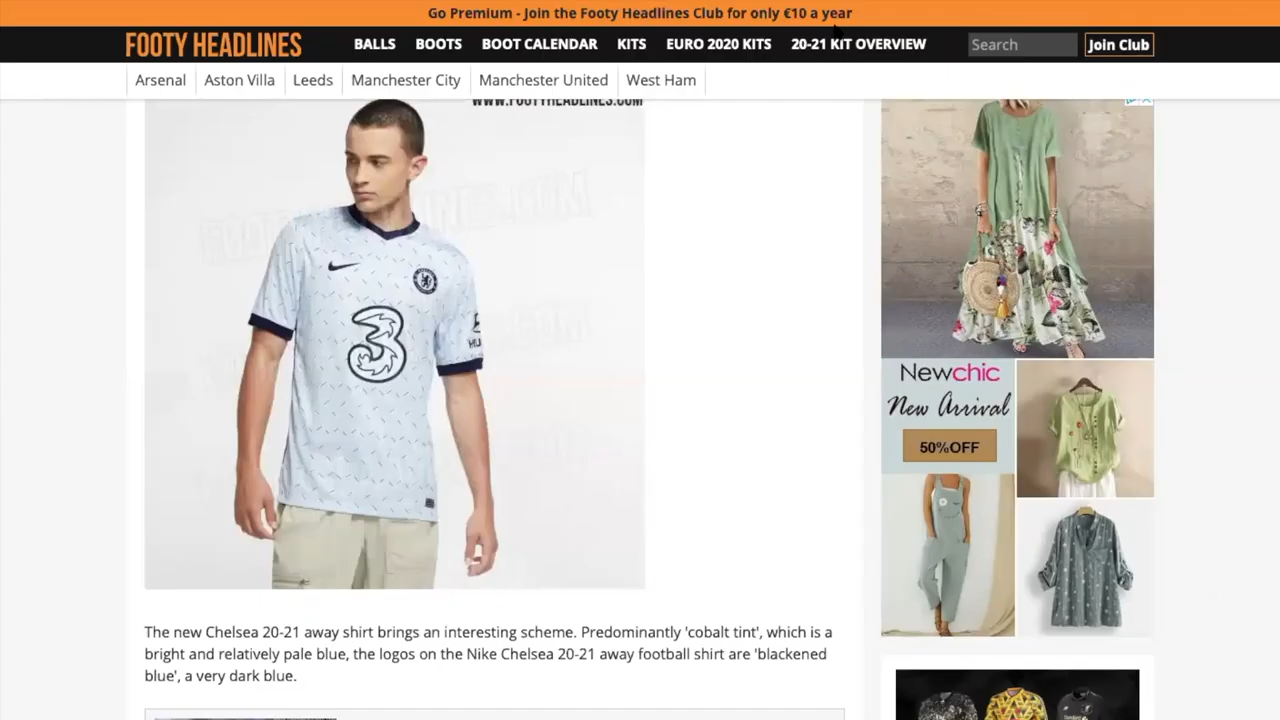 Go Premium - Join the Footy Headlines Club for only €10 a year
FOOTY HEADLINES
BALLS BOOTS BOOT CALENDAR KITS EURO 2020 KITS 20-21 KIT OVERVIEW Search Join Club
Arsenal Aston Villa Leeds Manchester City Manchester United West Ham
WWW.FOOTYHEADLINES.COM
3
The new Chelsea 20-21 away shirt brings an interesting scheme. Predominantly 'cobalt tint', which is a
bright and relatively pale blue, the logos on the Nike Chelsea 20-21 away football shirt are 'blackened
blue', a very dark blue.
Newchic
New Arrival
50%OFF